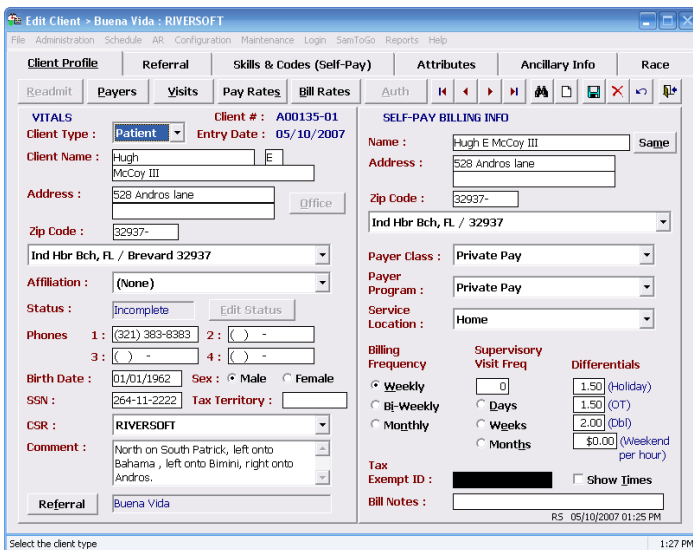 Edit Client > Buena Vida : RIVERSOFT
File Administration Schedule AR Configuration Maintenance Login SamToGo Reports Help
Client Profile Referral Skills & Codes (Self-Pay) Attributes Ancillary Info Race
Readmit Payers Visits Pay Rates Bill Rates Auth
VITALS Client # : A00135-01
Client Type : Patient Entry Date : 05/10/2007
Client Name : Hugh E
McCoy III
Address : 528 Andros lane
Office
Zip Code : 32937-
Ind Hbr Bch, FL / Brevard 32937
Affiliation : (None)
Status : Incomplete Edit Status
Phones 1 : (321) 383-8383 2 : ( ) -
3 : ( ) - 4 : ( ) -
Birth Date : 01/01/1962 Sex : Male Female
SSN : 264-11-2222 Tax Territory :
CSR : RIVERSOFT
Comment : North on South Patrick, left onto
Bahama , left onto Bimini, right onto
Andros.
Referral Buena Vida
SELF-PAY BILLING INFO
Name : Hugh E McCoy III Same
Address : 528 Andros lane
Zip Code : 32937-
Ind Hbr Bch, FL / 32937
Payer Class : Private Pay
Payer
Program : Private Pay
Service
Location : Home
Billing
Frequency
Weekly
Bi-Weekly
Monthly
Supervisory
Visit Freq
0
Days
Weeks
Months
Differentials
1.50 (Holiday)
1.50 (OT)
2.00 (Dbl)
$0.00 (Weekend
per hour)
Tax
Exempt ID : Show Times
Bill Notes :
RS 05/10/2007 01:25 PM
Select the client type 1:27 PM